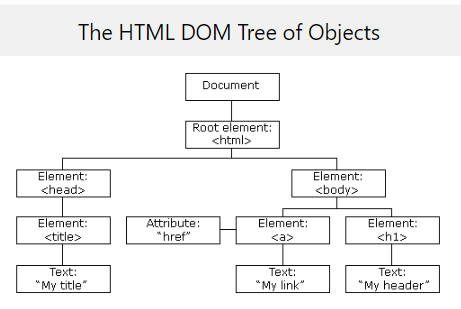 The HTML DOM Tree of Objects
Document
Root element:
<html>
Element:
<head>
Element:
<body>
Element:
<title>
Attribute:
"href"
Element:
<a>
Element:
<h1>
Text:
"My title"
Text:
"My link"
Text:
"My header"